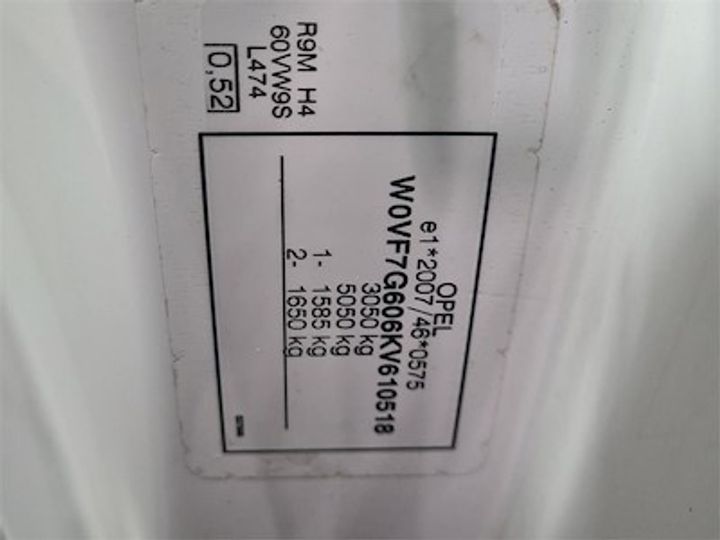 OPEL
e1*2007/46*0575
W0VF7G606KV610518
3050 kg
5050 kg
1- 1585 kg
2- 1650 kg
R9M H4
60VW9S
L474
0,52